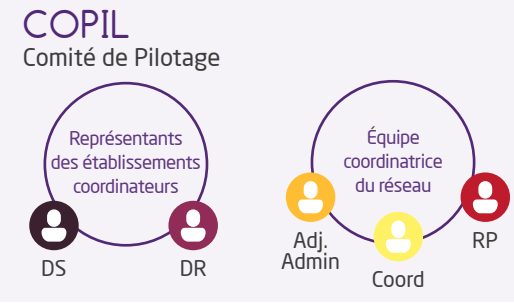 COPIL
Comité de Pilotage
Représentants
des établissements
coordinateurs
DS
DR
Équipe
coordinatrice
du réseau
Adj.
Admin
Coord
RP